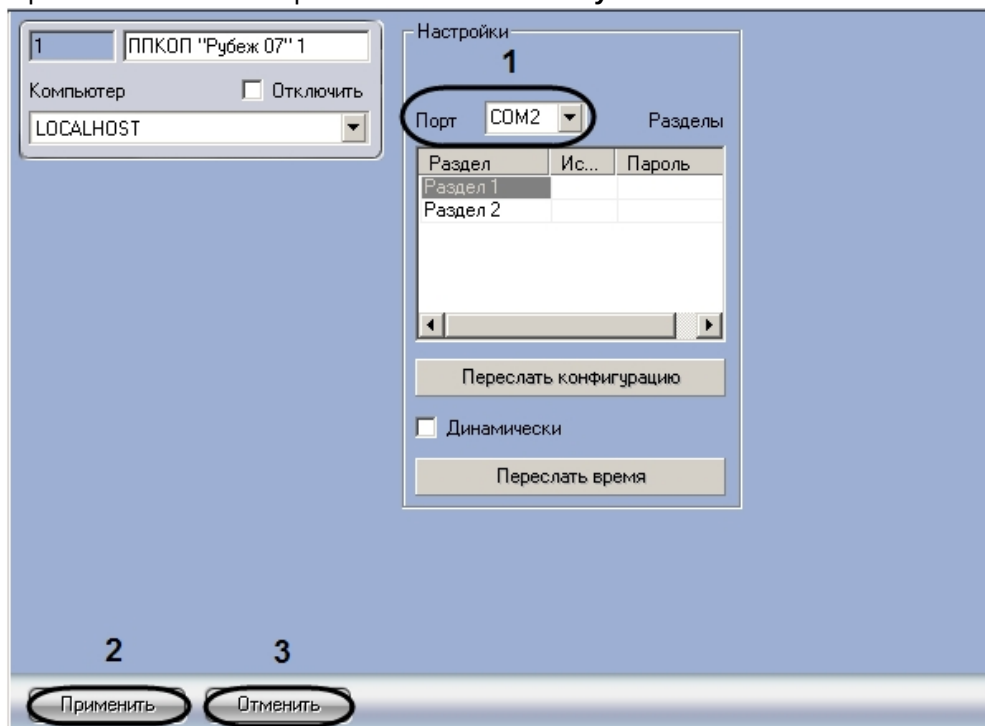 1 ППКОП "Рубеж 07" 1
Компьютер Отключить
LOCALHOST
Настройки
1
Порт COM2 Разделы
Раздел Ис... Пароль
Раздел 1
Раздел 2
Переслать конфигурацию
Динамически
Переслать время
2 3
Применить Отменить